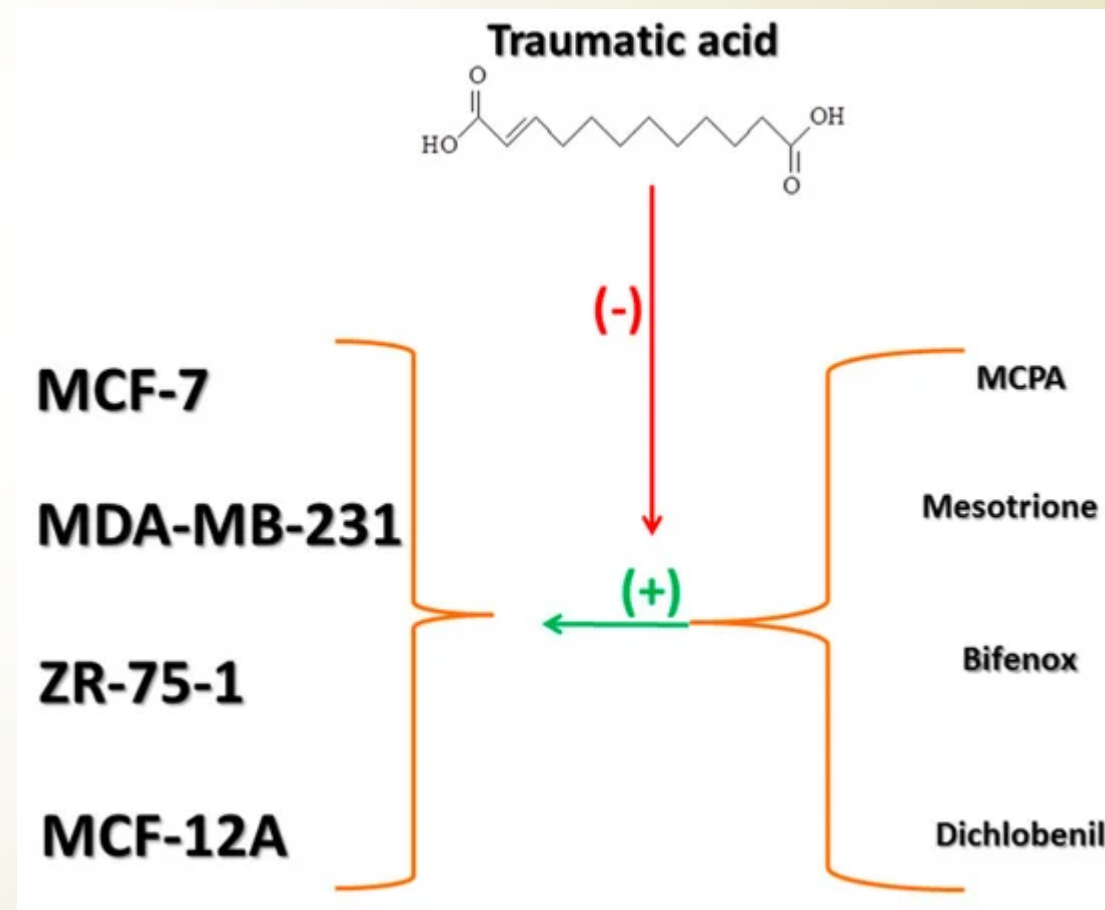 Traumatic acid
O
HO
OH
O
(-)
(+)
MCF-7
MDA-MB-231
ZR-75-1
MCF-12A
MCPA
Mesotrione
Bifenox
Dichlobenil